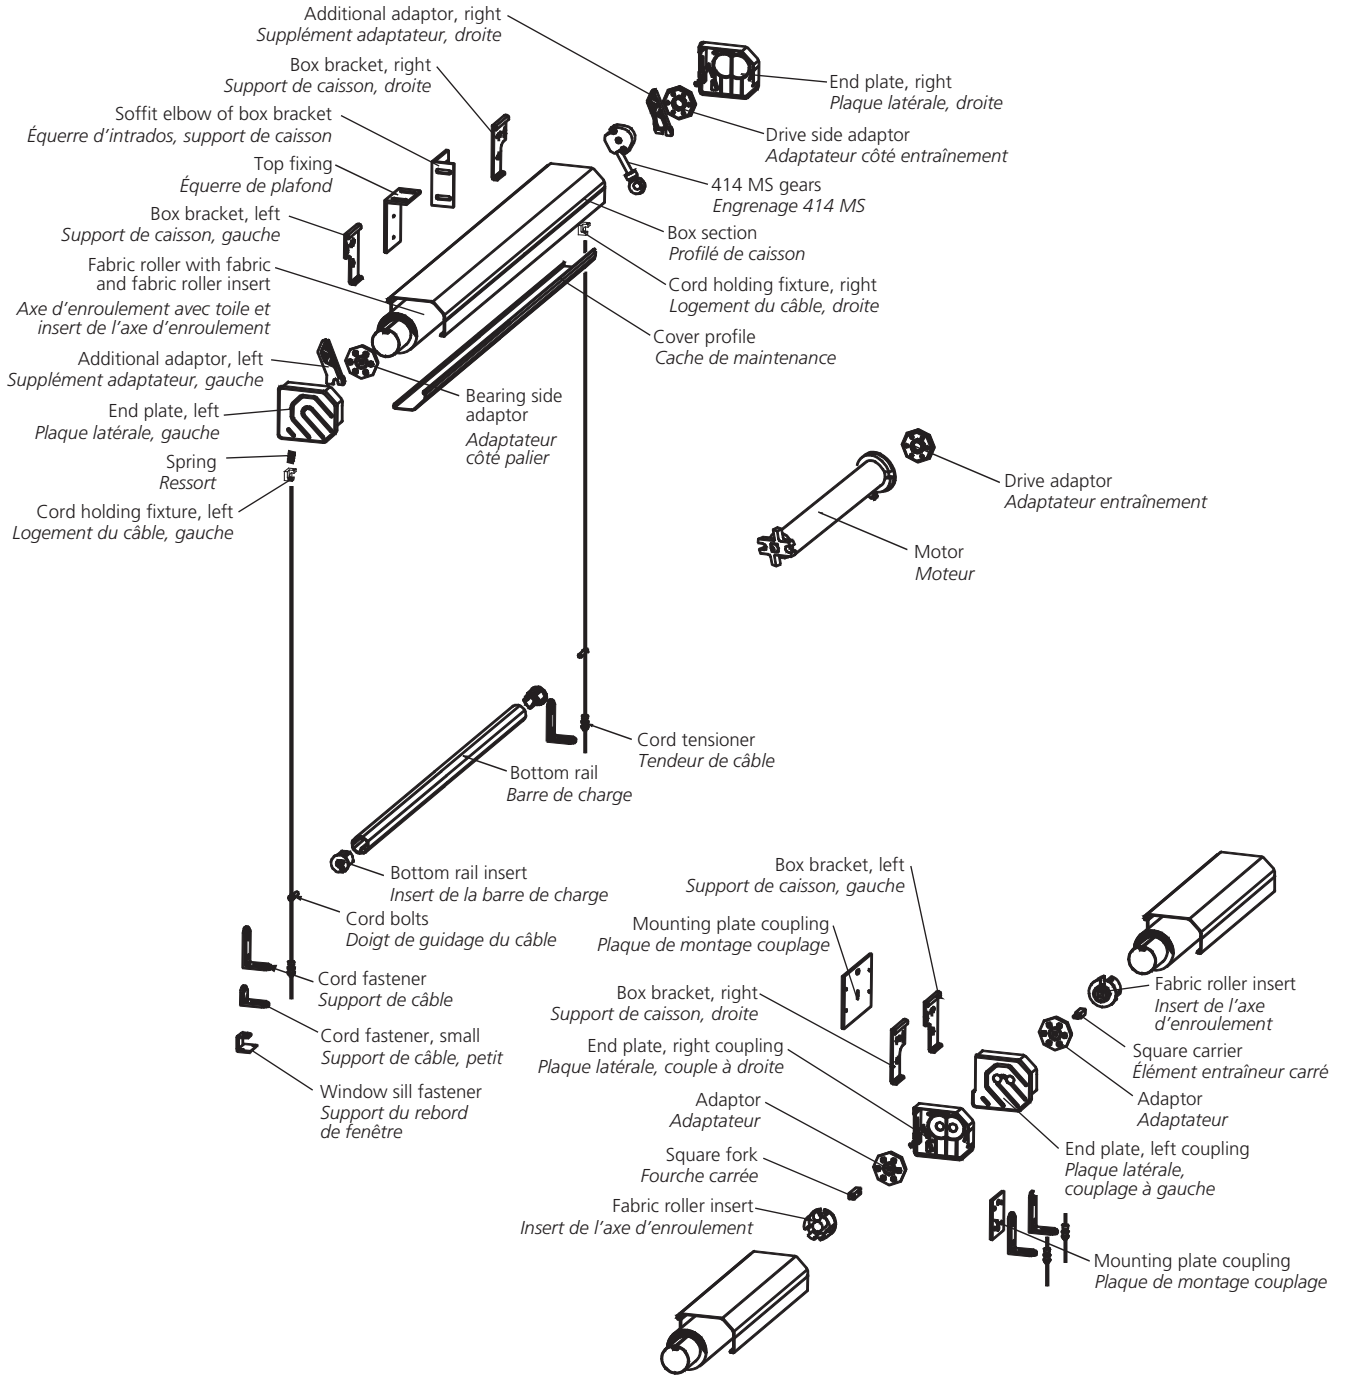 Additional adaptor, right
Supplément adaptateur, droite
Box bracket, right
Support de caisson, droite
Soffit elbow of box bracket
Équerre d'intrados, support de caisson
Top fixing
Équerre de plafond
Box bracket, left
Support de caisson, gauche
Fabric roller with fabric
and fabric roller insert
Axe d'enroulement avec toile et
insert de l'axe d'enroulement
Additional adaptor, left
Supplément adaptateur, gauche
End plate, left
Plaque latérale, gauche
Spring
Ressort
Cord holding fixture, left
Logement du câble, gauche
End plate, right
Plaque latérale, droite
Drive side adaptor
Adaptateur côté entraînement
414 MS gears
Engrenage 414 MS
Box section
Profilé de caisson
Cord holding fixture, right
Logement du câble, droite
Cover profile
Cache de maintenance
Bearing side
adaptor
Adaptateur
côté palier
Drive adaptor
Adaptateur entraînement
Motor
Moteur
Cord tensioner
Tendeur de câble
Bottom rail
Barre de charge
Bottom rail insert
Insert de la barre de charge
Cord bolts
Doigt de guidage du câble
Cord fastener
Support de câble
Cord fastener, small
Support de câble, petit
Window sill fastener
Support du rebord
de fenêtre
Box bracket, left
Support de caisson, gauche
Mounting plate coupling
Plaque de montage couplage
Box bracket, right
Support de caisson, droite
End plate, right coupling
Plaque latérale, couple à droite
Adaptor
Adaptateur
Square fork
Fourche carrée
Fabric roller insert
Insert de l'axe d'enroulement
Fabric roller insert
Insert de l'axe
d'enroulement
Square carrier
Élément entraîneur carré
Adaptor
Adaptateur
End plate, left coupling
Plaque latérale,
couplage à gauche
Mounting plate coupling
Plaque de montage couplage